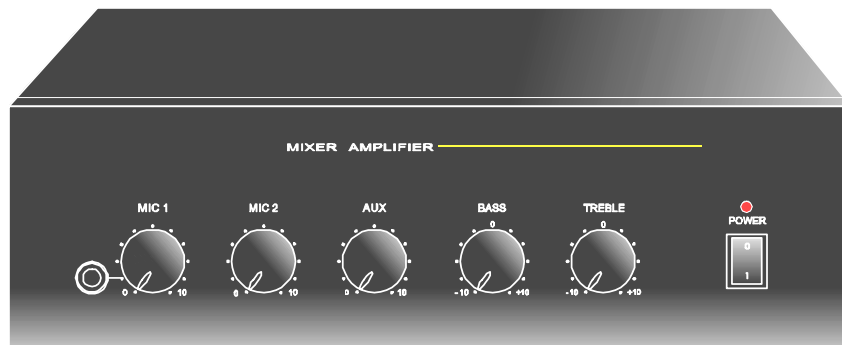 MIXER AMPLIFIER
MIC 1 MIC 2 AUX BASS TREBLE
0 0
POWER
0
1
0 10 0 10 0 10 -10 +10 -10 +10